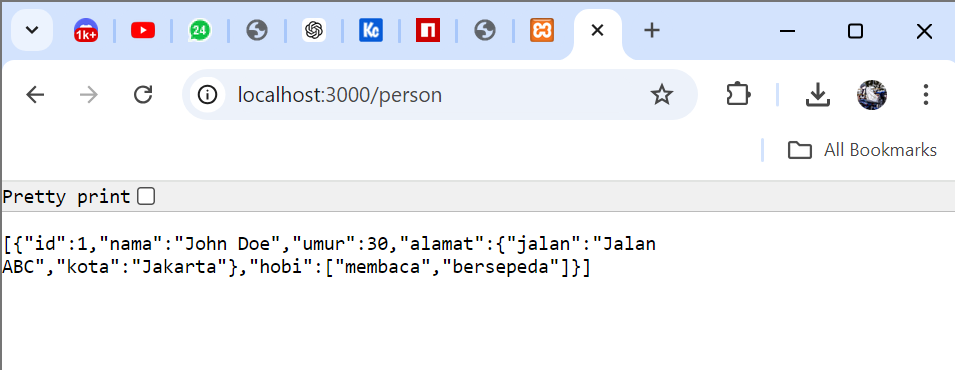 1k+
24
Kc
localhost:3000/person
All Bookmarks
Pretty print
[{"id":1,"nama":"John Doe","umur":30,"alamat":{"jalan":"Jalan
ABC","kota":"Jakarta"},"hobi":["membaca","bersepeda"]}]